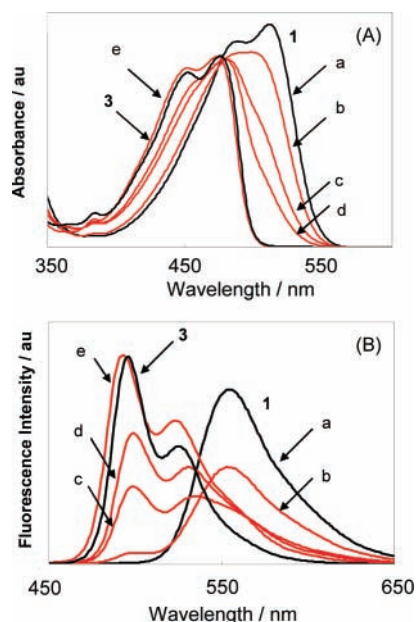 (A)
1
e
a
3
b
c
d
Absorbance / au
350
450
550
Wavelength / nm
(B)
3
e
1
a
d
b
c
Fluorescence Intensity / au
450
550
650
Wavelength / nm